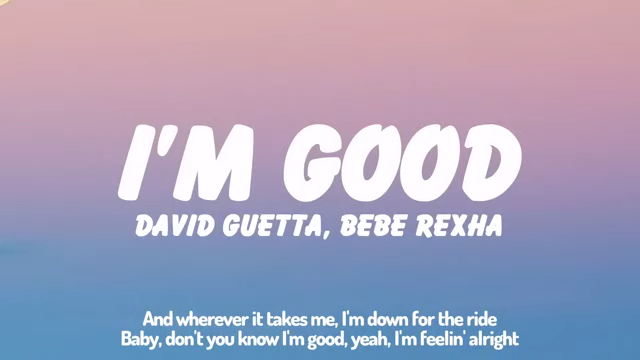 I'M GOOD
DAVID GUETTA, BEBE REXHA
And wherever it takes me, I'm down for the ride
Baby, don't you know I'm good, yeah, I'm feelin' alright